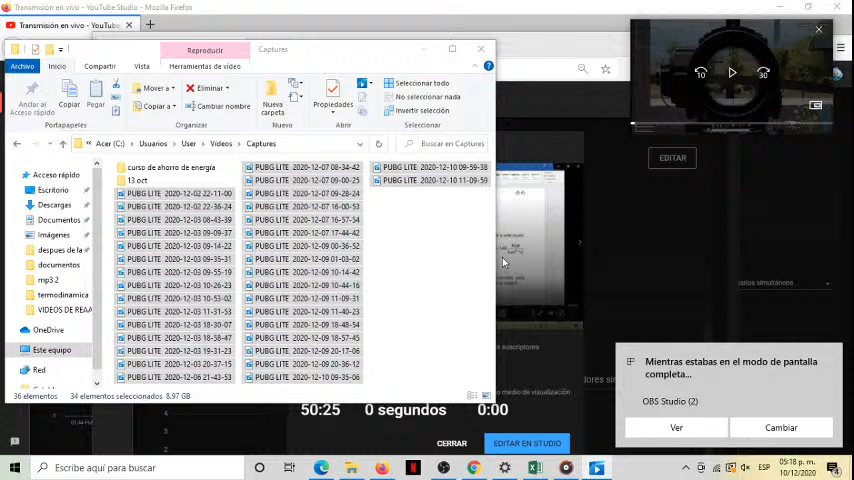 Transmisión en vivo - YouTube Studio - Mozilla Firefox
Transmisión en vivo - YouTube
Reproducir
Captures
Archivo
Inicio
Compartir
Vista
Herramientas de vídeo
Anclar al
Acceso rápido
Copiar
Pegar
Portapapeles
Mover a
Copiar a
Eliminar
Cambiar nombre
Organizar
Nueva
carpeta
Nuevo
Propiedades
Abrir
Seleccionar todo
No seleccionar nada
Invertir selección
Seleccionar
Acer (C:)
Usuarios
User
Vídeos
Captures
Buscar en Captures
Acceso rápido
Escritorio
Descargas
Documentos
Imágenes
despues de la
documentos
mp3 2
termodinamica
VIDEOS DE REAA
OneDrive
Este equipo
Red
curso de ahorro de energía
13 oct
PUBG LITE 2020-12-02 22-11-00
PUBG LITE 2020-12-02 22-36-24
PUBG LITE 2020-12-03 08-43-39
PUBG LITE 2020-12-03 09-09-37
PUBG LITE 2020-12-03 09-14-22
PUBG LITE 2020-12-03 09-35-31
PUBG LITE 2020-12-03 09-55-19
PUBG LITE 2020-12-03 10-26-23
PUBG LITE 2020-12-03 10-53-02
PUBG LITE 2020-12-03 11-31-53
PUBG LITE 2020-12-03 18-30-07
PUBG LITE 2020-12-03 18-58-47
PUBG LITE 2020-12-03 19-31-23
PUBG LITE 2020-12-03 20-37-15
PUBG LITE 2020-12-06 21-43-53
PUBG LITE 2020-12-07 08-34-42
PUBG LITE 2020-12-07 09-00-25
PUBG LITE 2020-12-07 09-28-24
PUBG LITE 2020-12-07 16-00-53
PUBG LITE 2020-12-07 16-57-54
PUBG LITE 2020-12-07 17-44-42
PUBG LITE 2020-12-09 00-36-52
PUBG LITE 2020-12-09 01-03-02
PUBG LITE 2020-12-09 10-14-42
PUBG LITE 2020-12-09 10-44-16
PUBG LITE 2020-12-09 11-09-31
PUBG LITE 2020-12-09 11-40-23
PUBG LITE 2020-12-09 18-48-54
PUBG LITE 2020-12-09 18-57-45
PUBG LITE 2020-12-09 20-17-06
PUBG LITE 2020-12-09 20-36-12
PUBG LITE 2020-12-10 09-35-06
PUBG LITE 2020-12-10 09-59-38
PUBG LITE 2020-12-10 11-09-59
36 elementos
34 elementos seleccionados 8.97 GB
10
30
EDITAR
arios simultáneos
suscriptores
medio de visualización
50:25
0 segundos
0:00
CERRAR
EDITAR EN STUDIO
4
3
2
Mientras estabas en el modo de pantalla
completa...
OBS Studio (2)
Ver
Cambiar
Escribe aquí para buscar
ESP
05:18 p. m.
10/12/2020
4